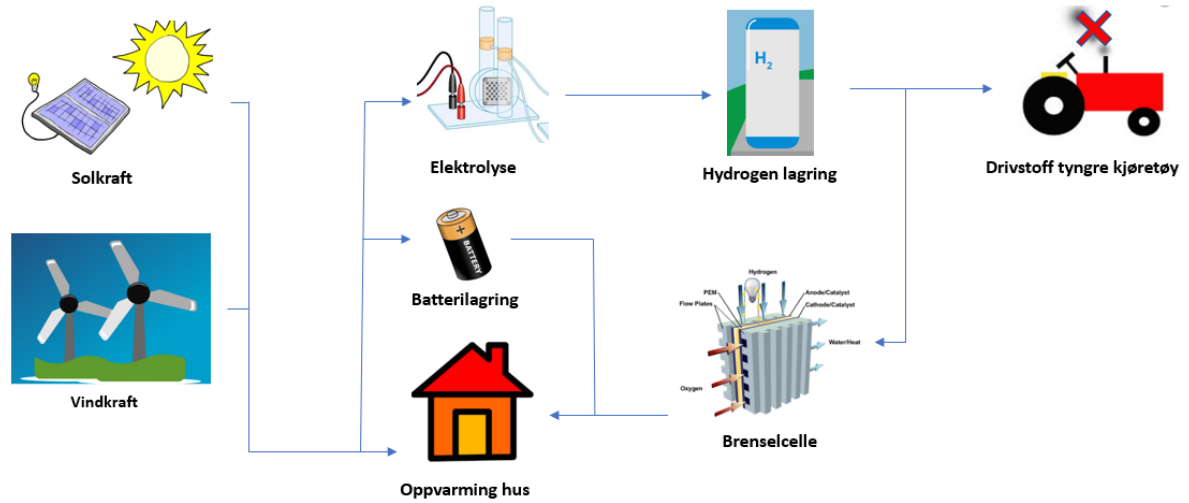 Solkraft
Vindkraft
Elektrolyse
BATTERY
Batterilagring
Oppvarming hus
H2
Hydrogen lagring
Hydrogen
PEM
Flow Plates
Anode/Catalyst
Cathode/Catalyst
Water/Heat
Oxygen
Brenselcelle
Drivstoff tyngre kjøretøy